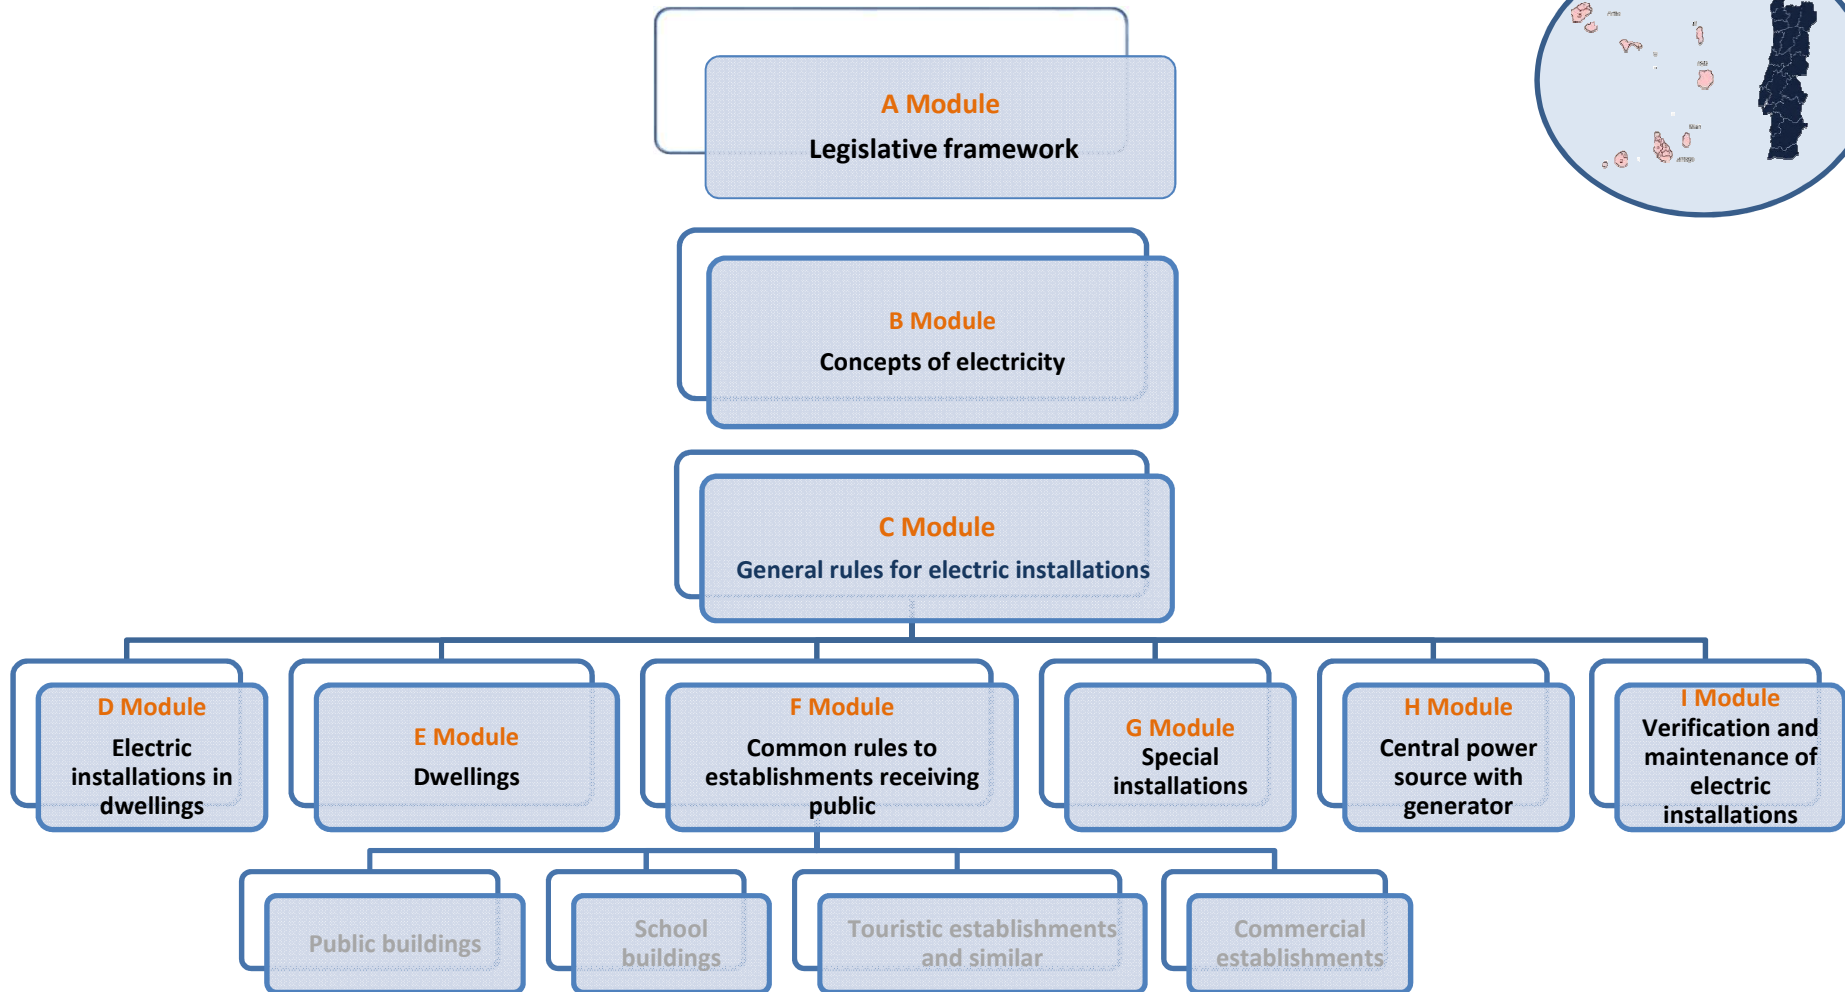 A Module
Legislative framework
B Module
Concepts of electricity
C Module
General rules for electric installations
D Module
Electric
installations in
dwellings
E Module
Dwellings
F Module
Common rules to
establishments receiving
public
G Module
Special
installations
H Module
Central power
source with
generator
I Module
Verification and
maintenance of
electric
installations
Public buildings
School
buildings
Touristic establishments
and similar
Commercial
establishments